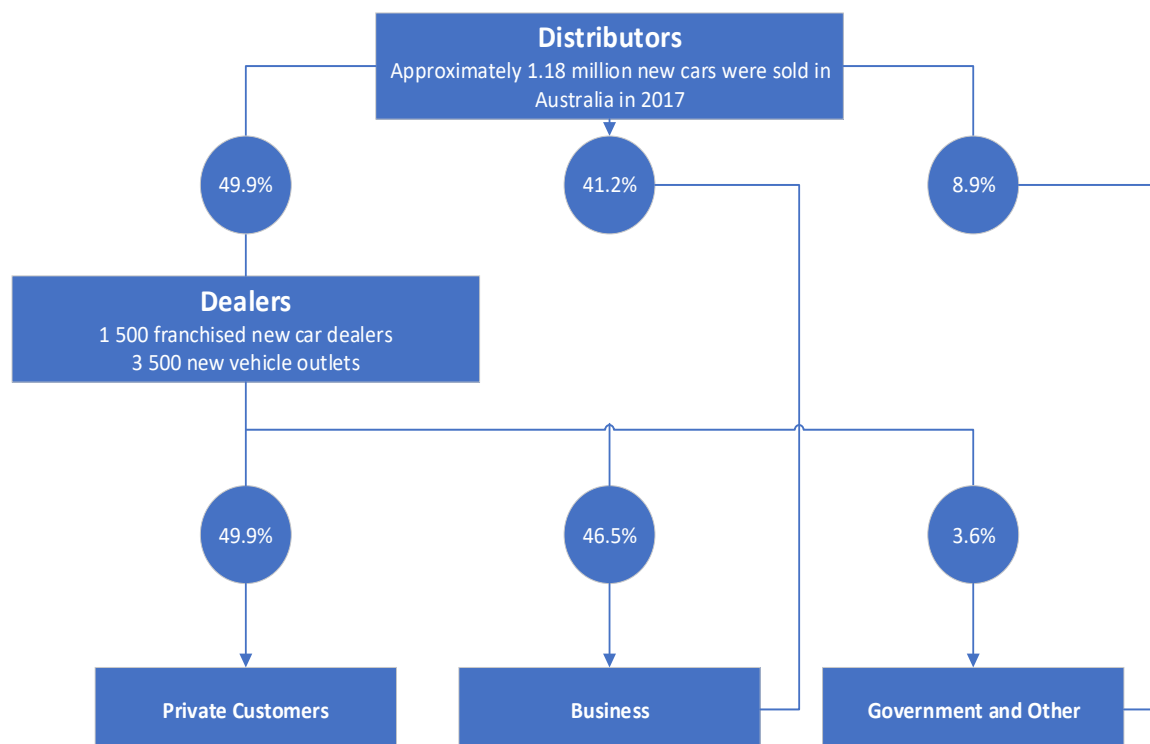 Distributors
Approximately 1.18 million new cars were sold in
Australia in 2017
49.9%
41.2%
8.9%
Dealers
1 500 franchised new car dealers
3 500 new vehicle outlets
49.9%
46.5%
3.6%
Private Customers
Business
Government and Other